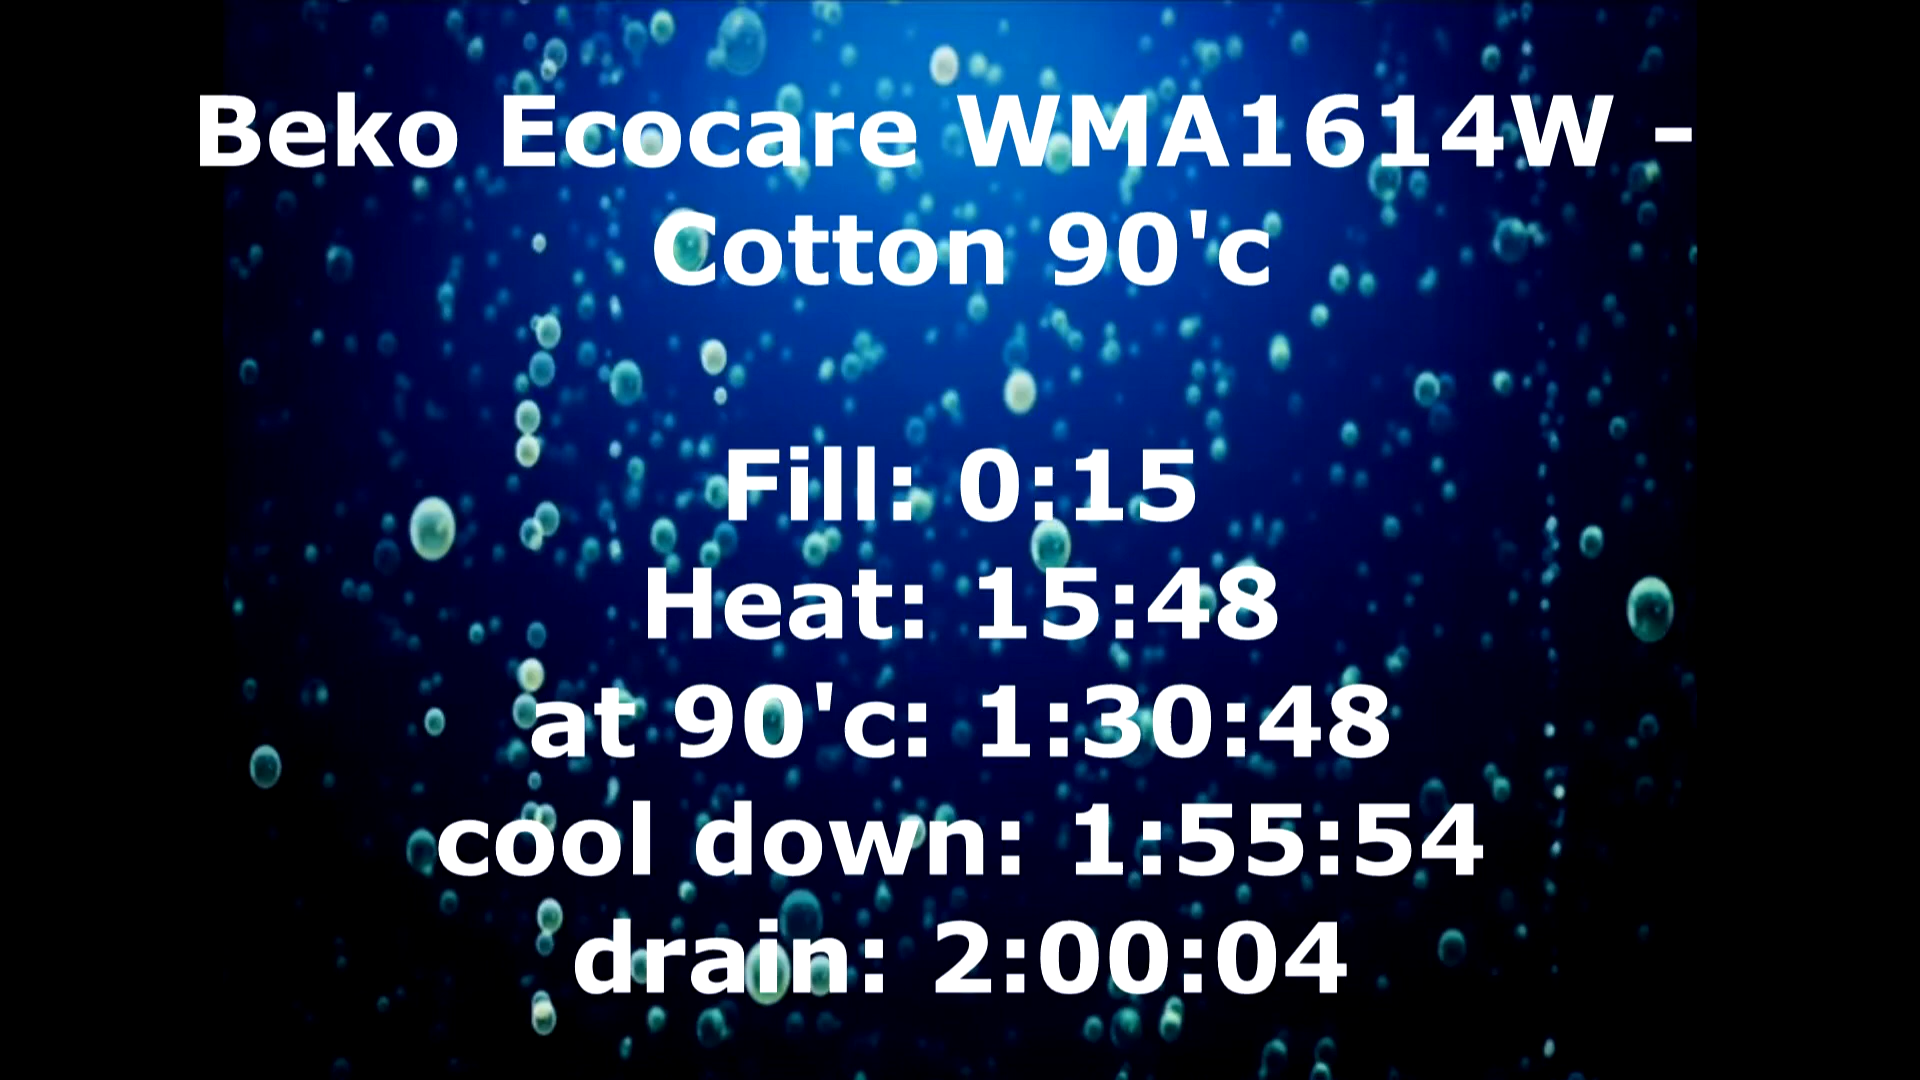 Beko Ecocare WMA1614W –
Cotton 90'c
Fill: 0:15
Heat: 15:48
at 90'c: 1:30:48
cool down: 1:55:54
drain: 2:00:04